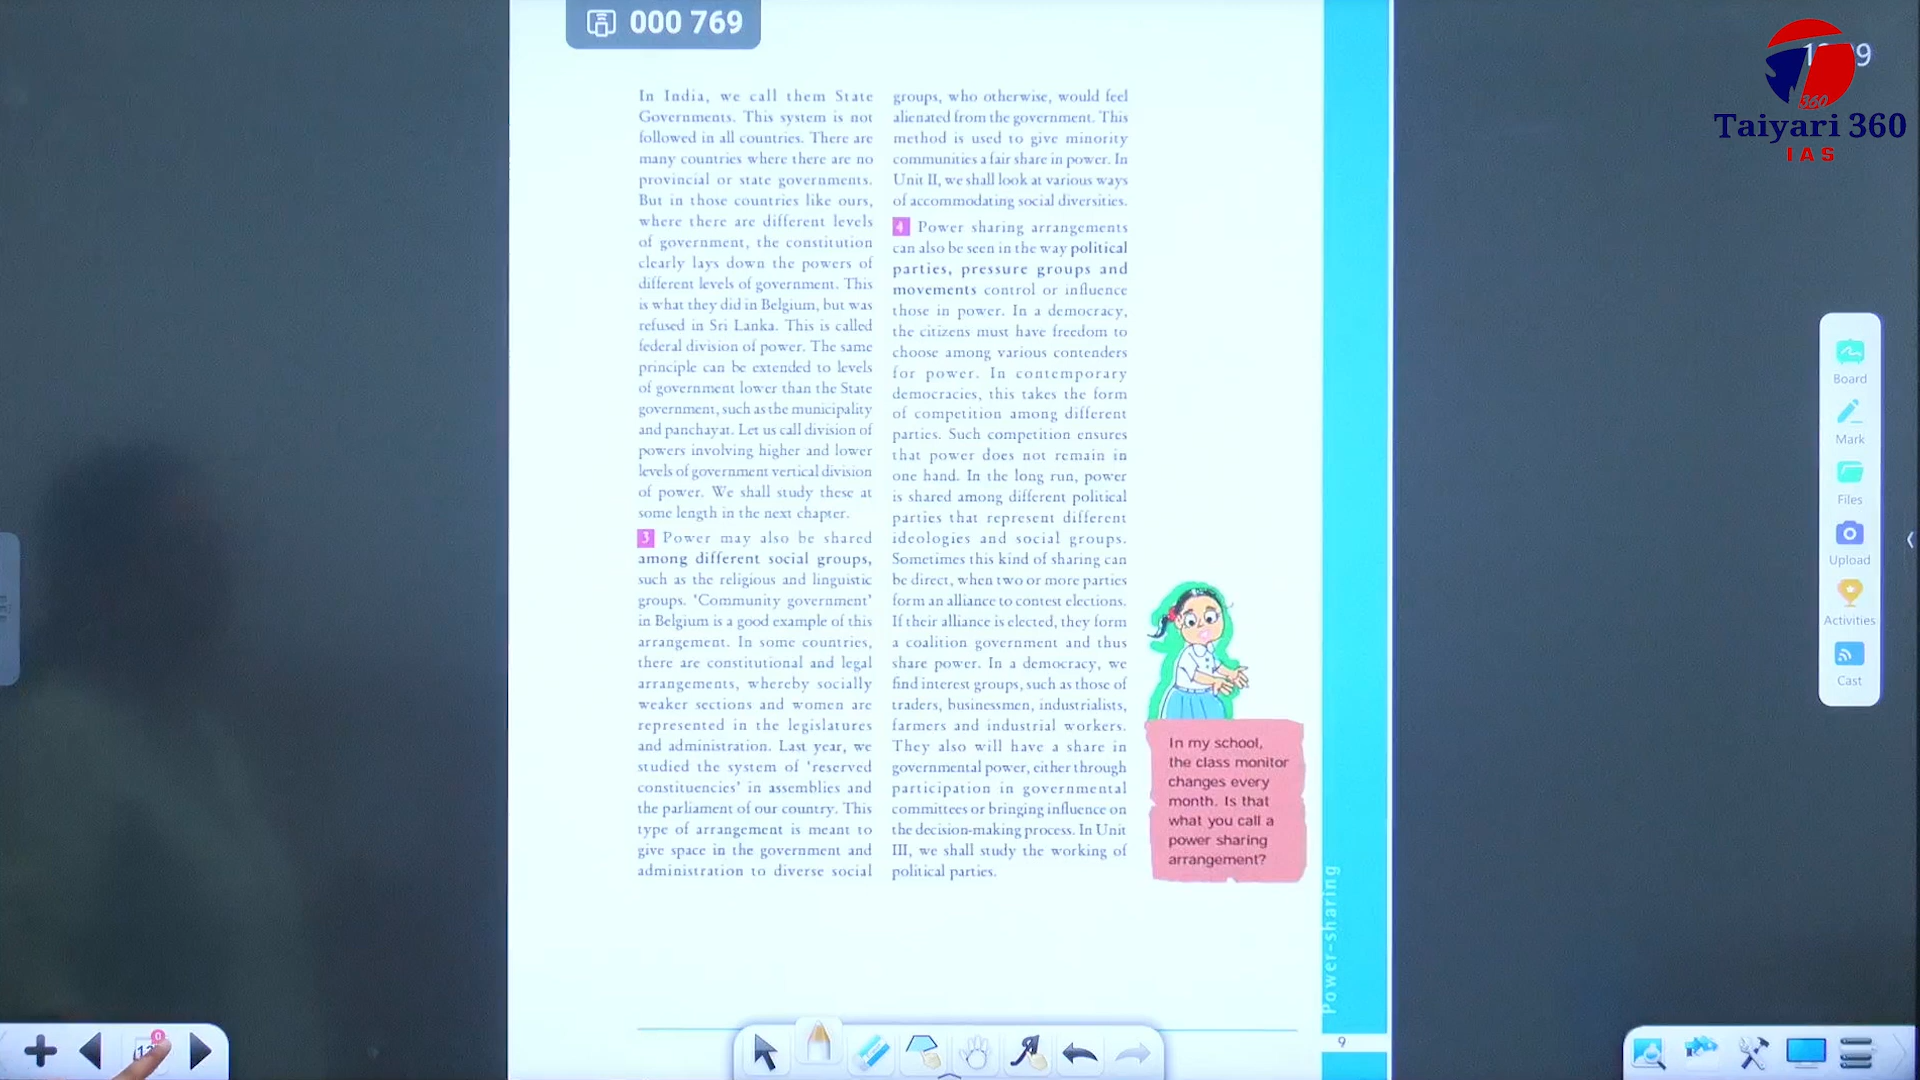 000 769
360
Taiyari 360
IAS
In India, we call them State
Governments. This system is not
followed in all countries. There are
many countries where there are no
provincial or state governments.
But in those countries like ours,
where there are different levels
of government, the constitution
clearly lays down the powers of
different levels of government. This
is what they did in Belgium, but was
refused in Sri Lanka. This is called
federal division of power. The same
principle can be extended to levels
of government lower than the State
government, such as the municipality
and panchayat. Let us call division of
powers involving higher and lower
levels of government vertical division
of power. We shall study these at
some length in the next chapter.
3 Power may also be shared
among different social groups,
such as the religious and linguistic
groups. ‘Community government’
in Belgium is a good example of this
arrangement. In some countries,
there are constitutional and legal
arrangements, whereby socially
weaker sections and women are
represented in the legislatures
and administration. Last year, we
studied the system of ‘reserved
constituencies’ in assemblies and
the parliament of our country. This
type of arrangement is meant to
give space in the government and
administration to diverse social
groups, who otherwise, would feel
alienated from the government. This
method is used to give minority
communities a fair share in power. In
Unit II, we shall look at various ways
of accommodating social diversities.
4 Power sharing arrangements
can also be seen in the way political
parties, pressure groups and
movements control or influence
those in power. In a democracy,
the citizens must have freedom to
choose among various contenders
for power. In contemporary
democracies, this takes the form
of competition among different
parties. Such competition ensures
that power does not remain in
one hand. In the long run, power
is shared among different political
parties that represent different
ideologies and social groups.
Sometimes this kind of sharing can
be direct, when two or more parties
form an alliance to contest elections.
If their alliance is elected, they form
a coalition government and thus
share power. In a democracy, we
find interest groups, such as those of
traders, businessmen, industrialists,
farmers and industrial workers.
They also will have a share in
governmental power, either through
participation in governmental
committees or bringing influence on
the decision-making process. In Unit
III, we shall study the working of
political parties.
In my school,
the class monitor
changes every
month. Is that
what you call a
power sharing
arrangement?
Power-sharing
9
Board
Mark
Files
Upload
Activities
Cast
0